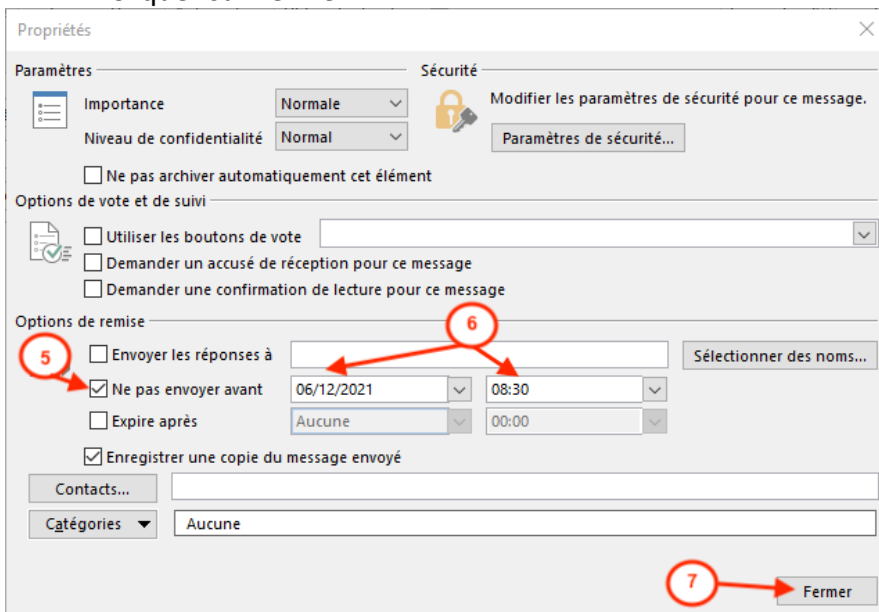 Propriétés
Paramètres
Sécurité
Importance
Normale
Modifier les paramètres de sécurité pour ce message.
Niveau de confidentialité
Normal
Paramètres de sécurité...
Ne pas archiver automatiquement cet élément
Options de vote et de suivi
Utiliser les boutons de vote
Demander un accusé de réception pour ce message
Demander une confirmation de lecture pour ce message
Options de remise
6
5
Envoyer les réponses à
Sélectionner des noms...
Ne pas envoyer avant
06/12/2021
08:30
Expire après
Aucune
00:00
Enregistrer une copie du message envoyé
Contacts...
Catégories
Aucune
7
Fermer